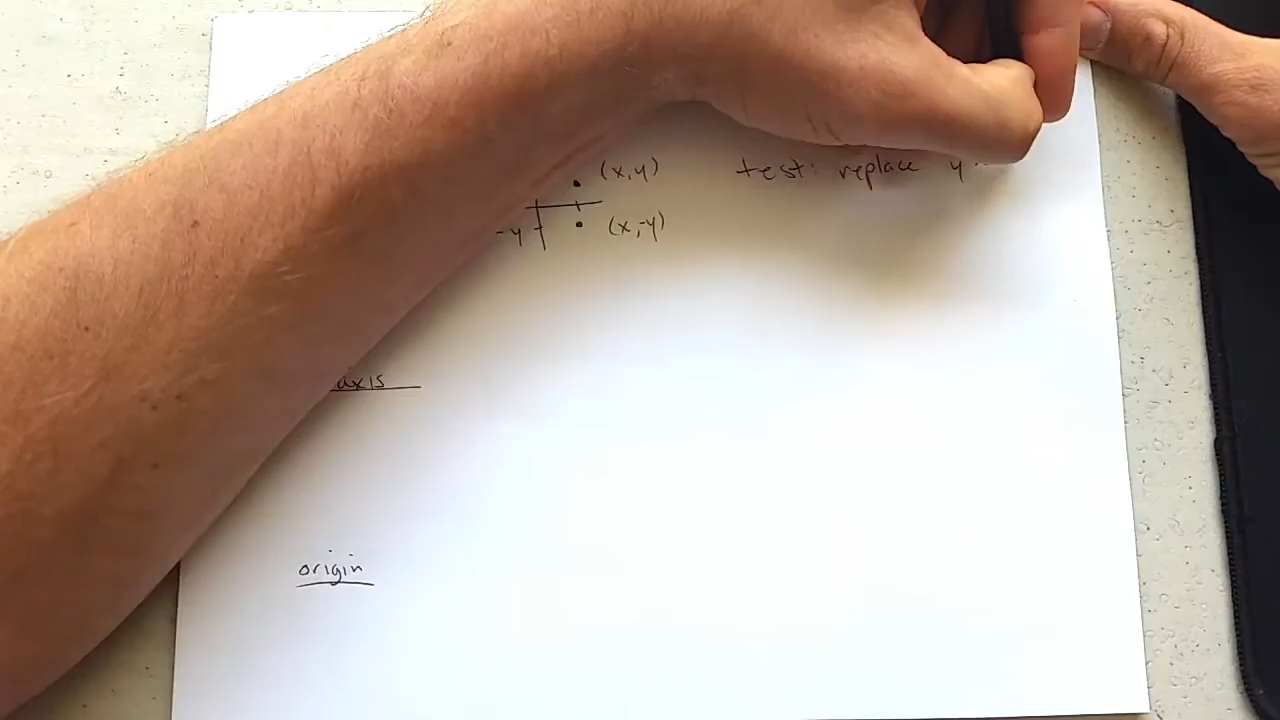 (x,y) test: replace y
-y (x,-y)
axis
origin